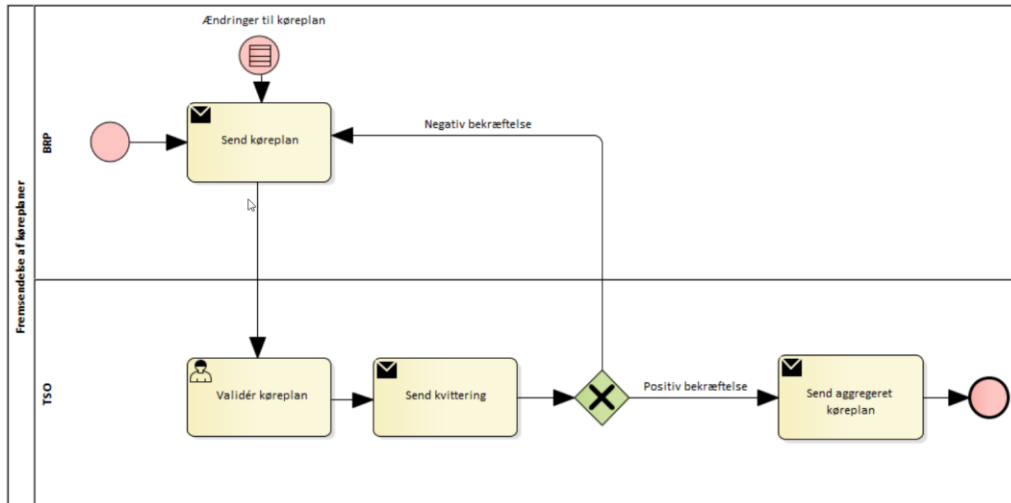 Fremsendelse af køreplaner
BRP
Ændringer til køreplan
Send køreplan
Negativ bekræftelse
TSO
Validér køreplan
Send kvittering
Positiv bekræftelse
Send aggregeret
køreplan